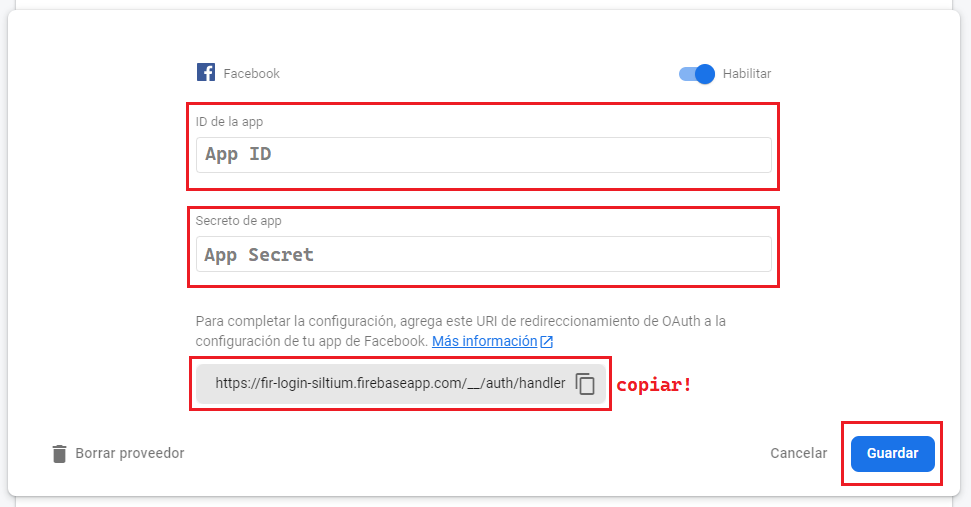 Facebook
Habilitar
ID de la app
App ID
Secreto de app
App Secret
Para completar la configuración, agrega este URI de redireccionamiento de OAuth a la
configuración de tu app de Facebook. Más información
https://fir-login-siltium.firebaseapp.com/__/auth/handler
copiar!
Borrar proveedor
Cancelar
Guardar